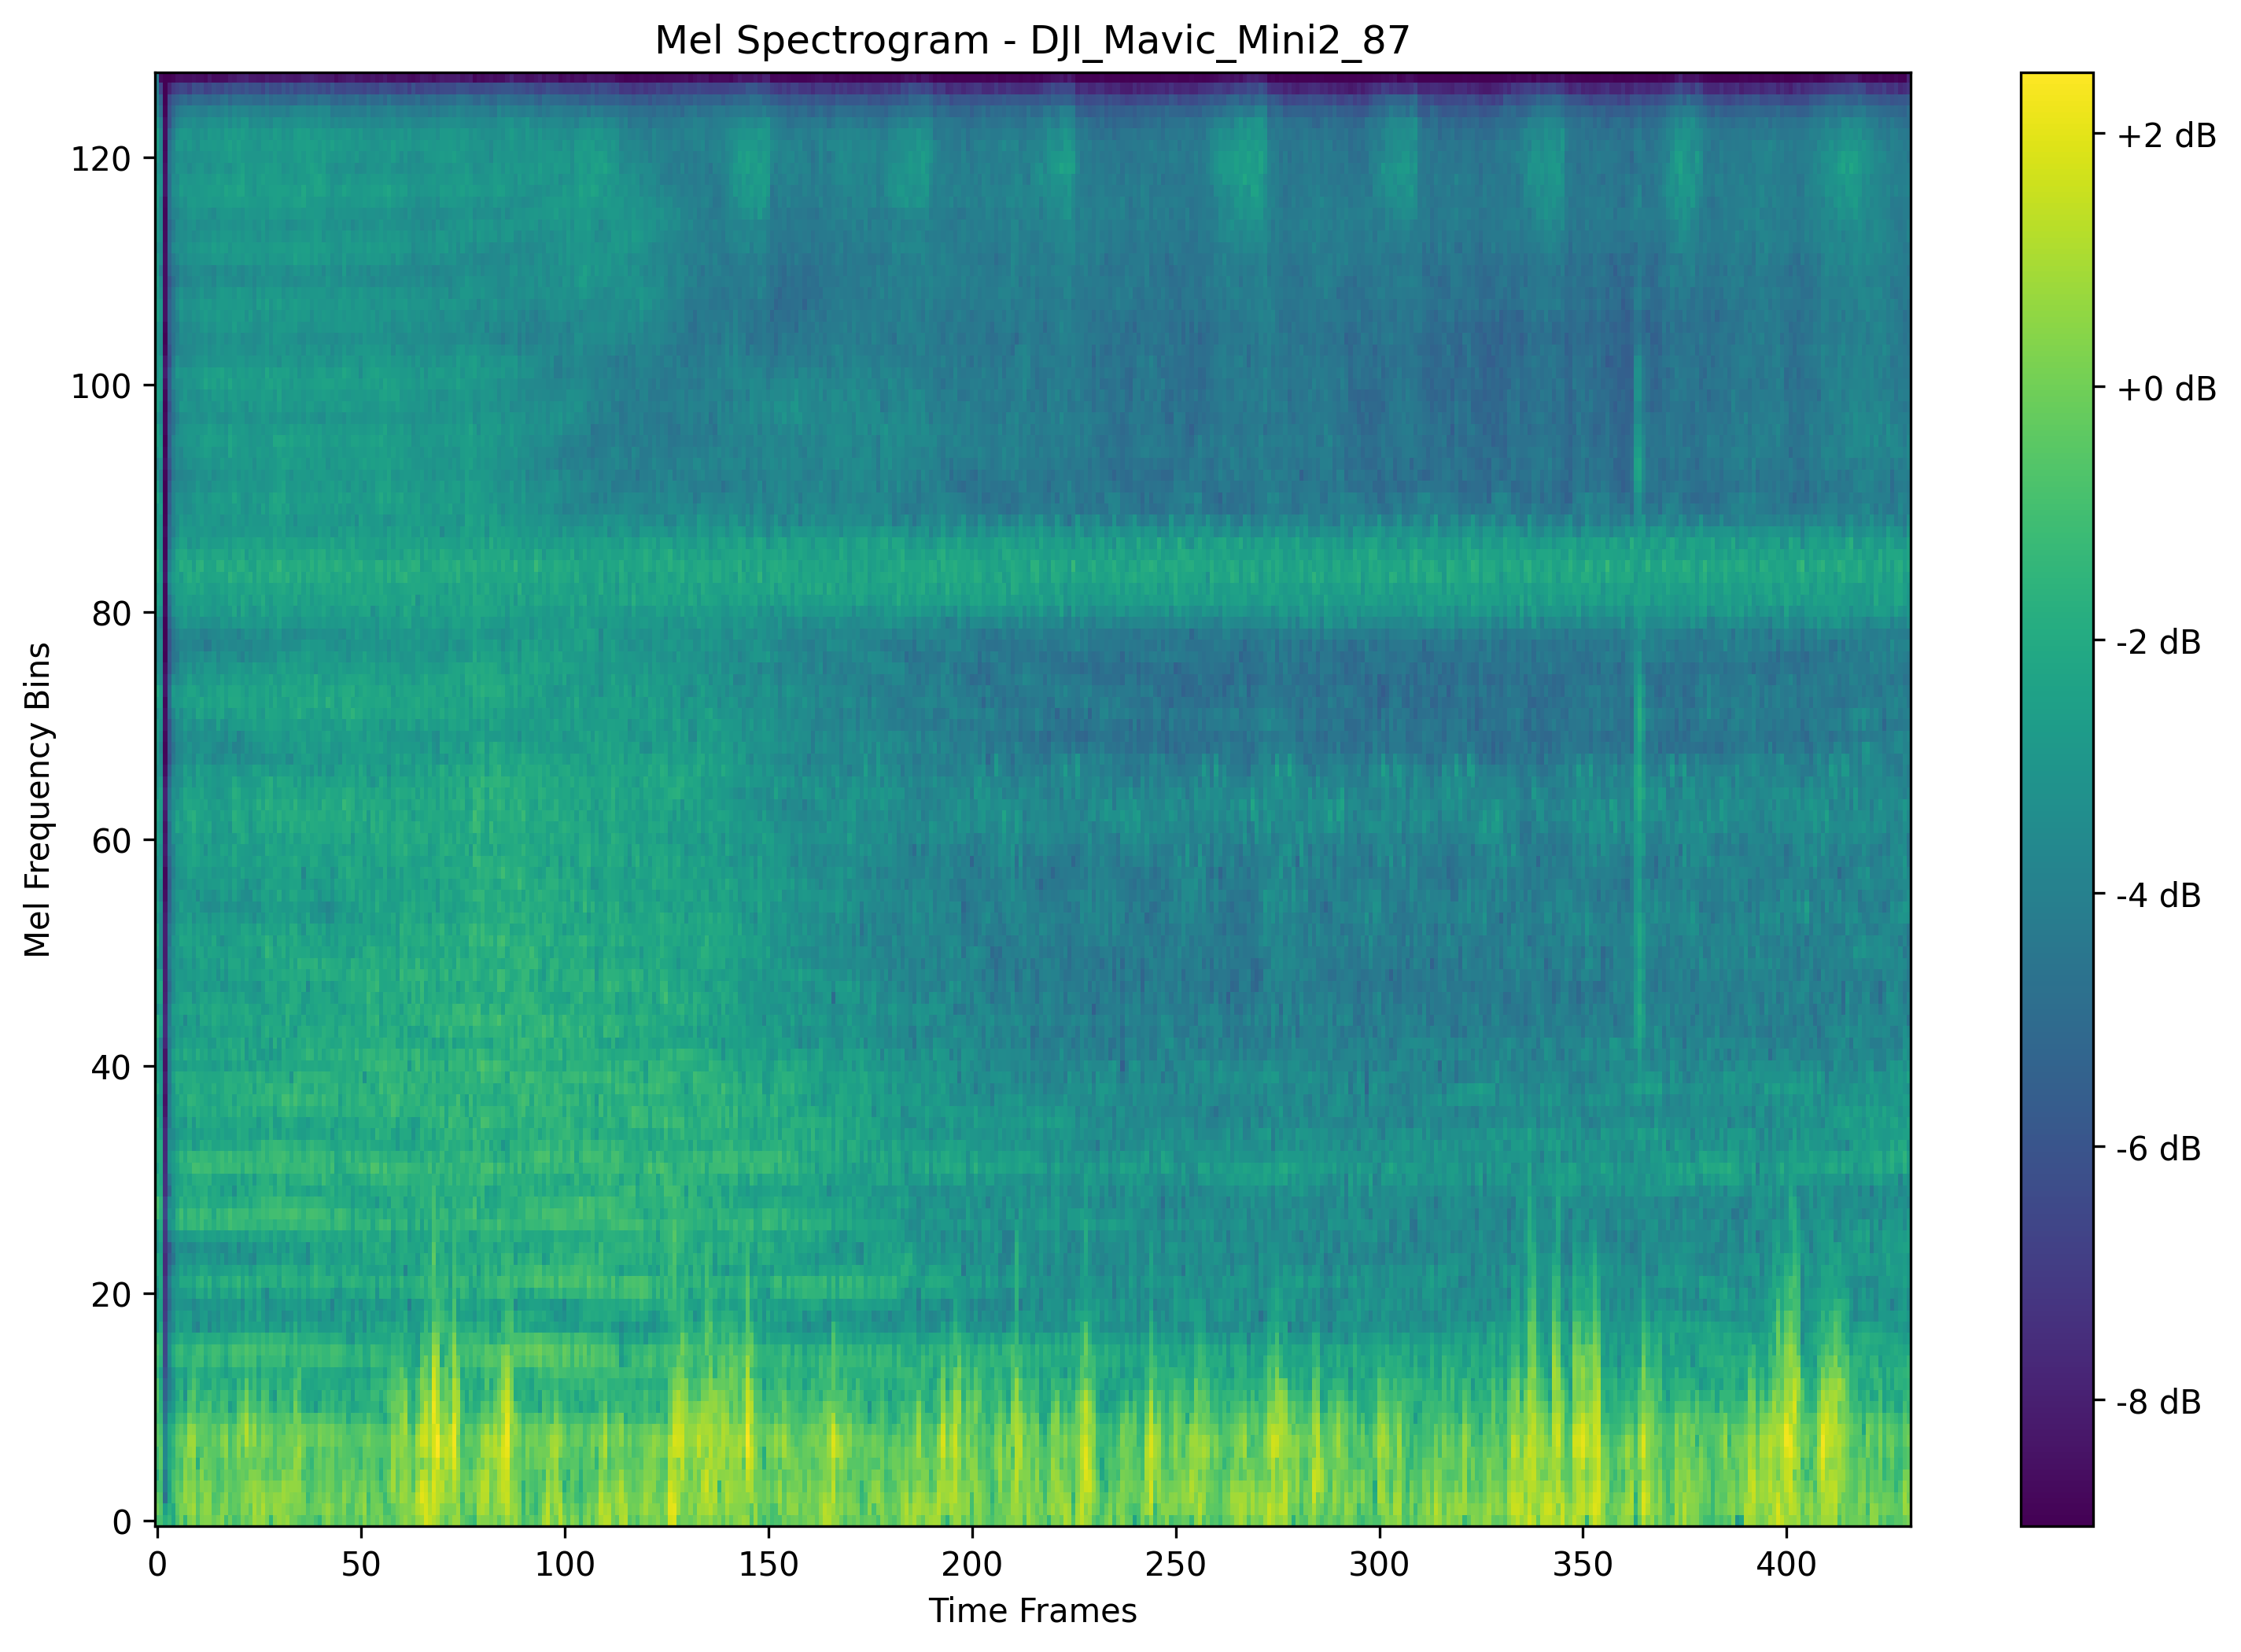 Mel Spectrogram - DJI_Mavic_Mini2_87
Mel Frequency Bins
120
100
80
60
40
20
0
0 50 100 150 200 250 300 350 400
Time Frames
+2 dB
+0 dB
-2 dB
-4 dB
-6 dB
-8 dB